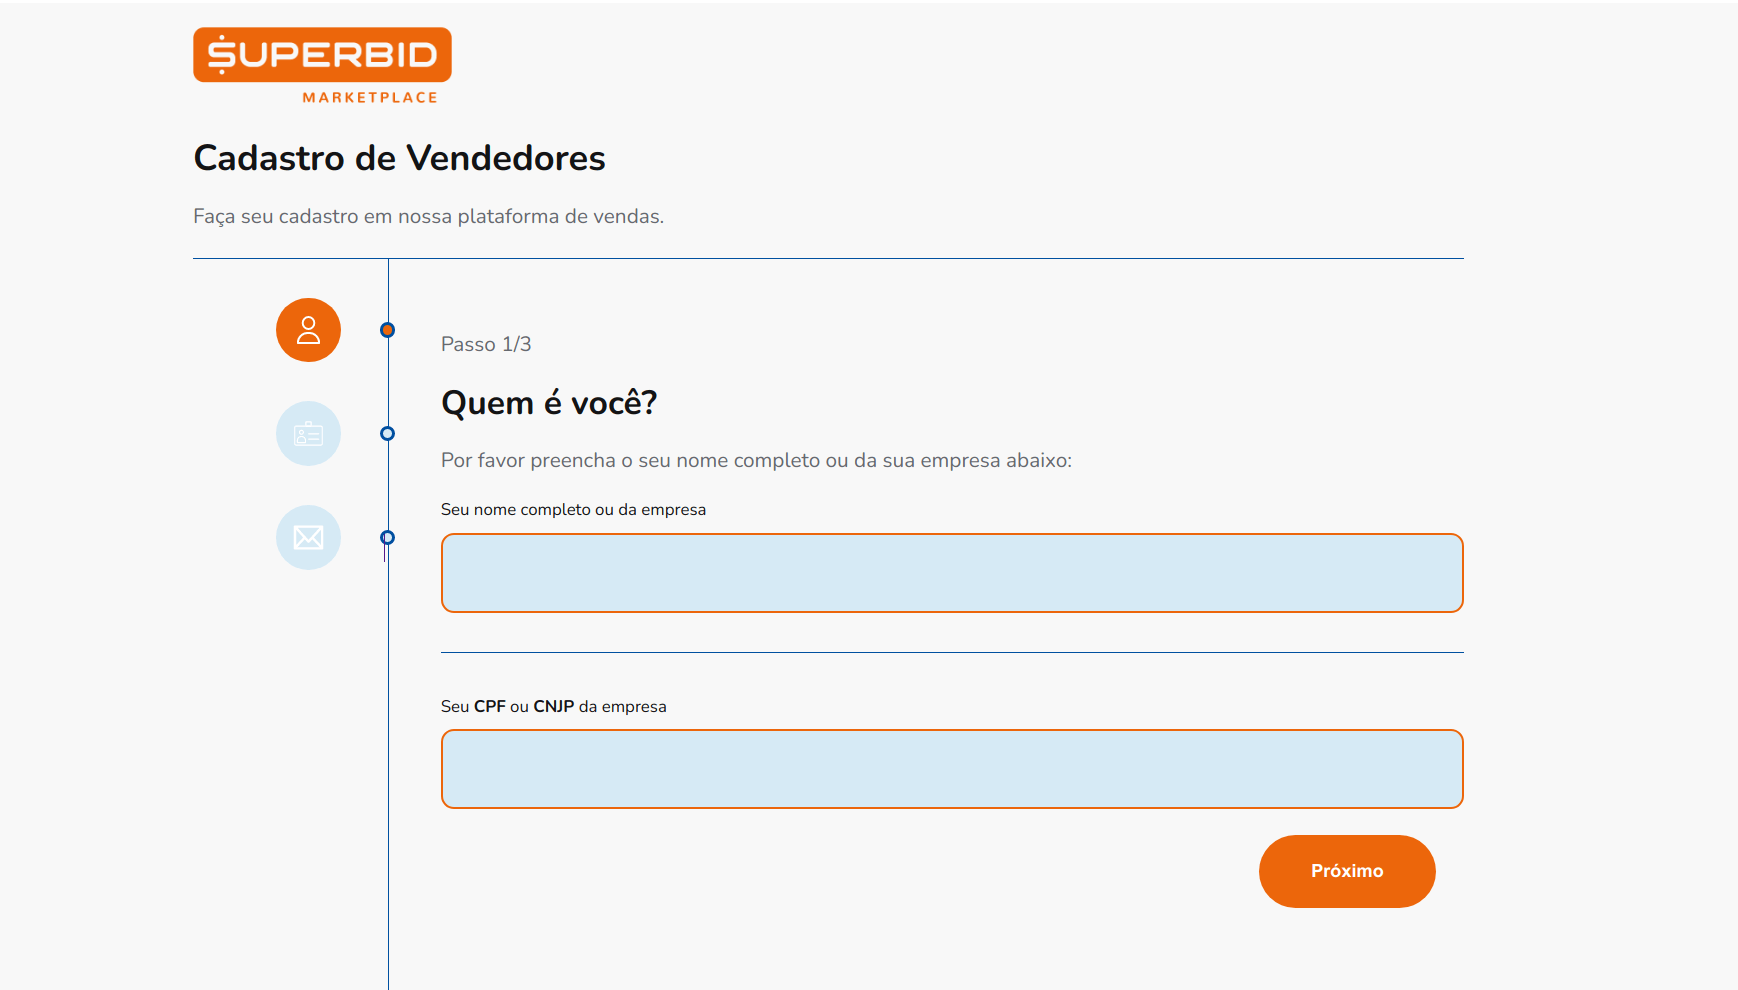 SUPERBID
MARKETPLACE
Cadastro de Vendedores
Faça seu cadastro em nossa plataforma de vendas.
Passo 1/3
Quem é você?
Por favor preencha o seu nome completo ou da sua empresa abaixo:
Seu nome completo ou da empresa
Seu CPF ou CNJP da empresa
Próximo